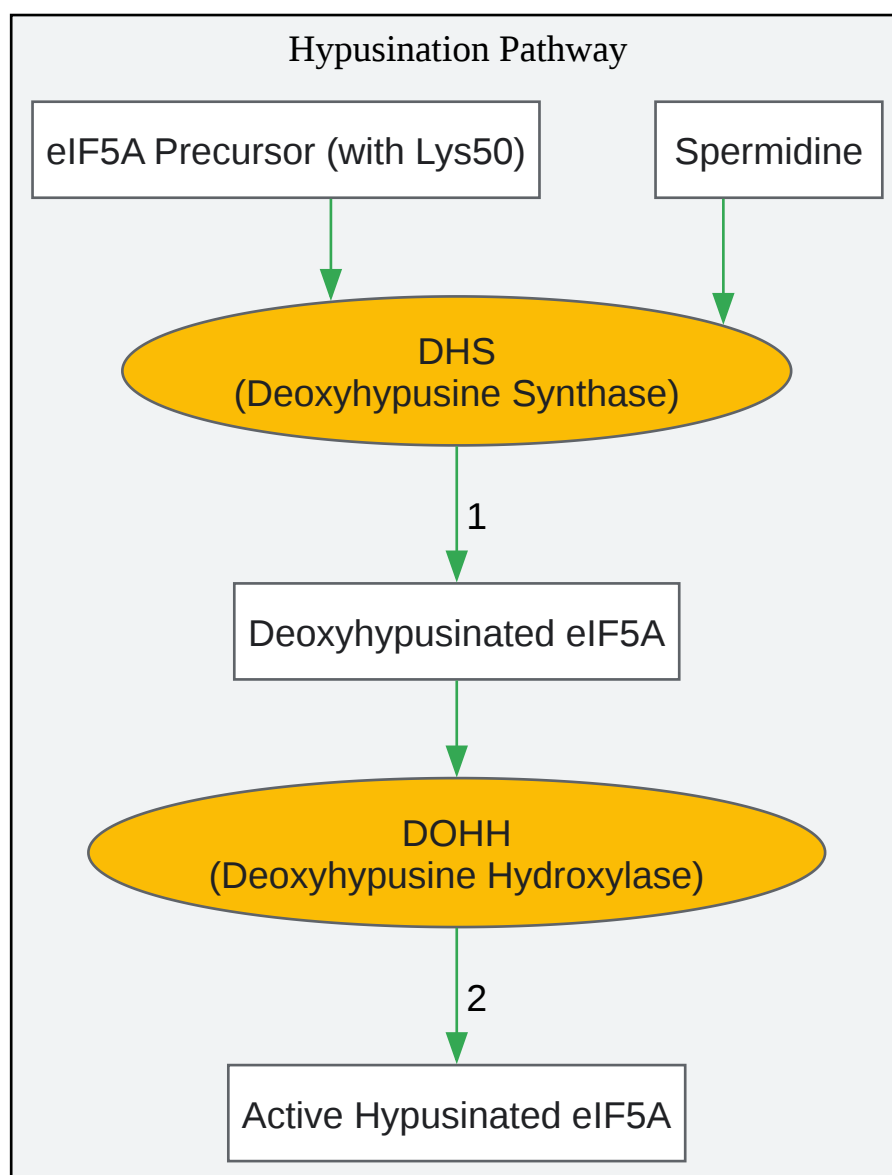 Hypusination Pathway
eIF5A Precursor (with Lys50)
Spermidine
DHS
(Deoxyhypusine Synthase)
1
Deoxyhypusinated eIF5A
DOHH
(Deoxyhypusine Hydroxylase)
2
Active Hypusinated eIF5A